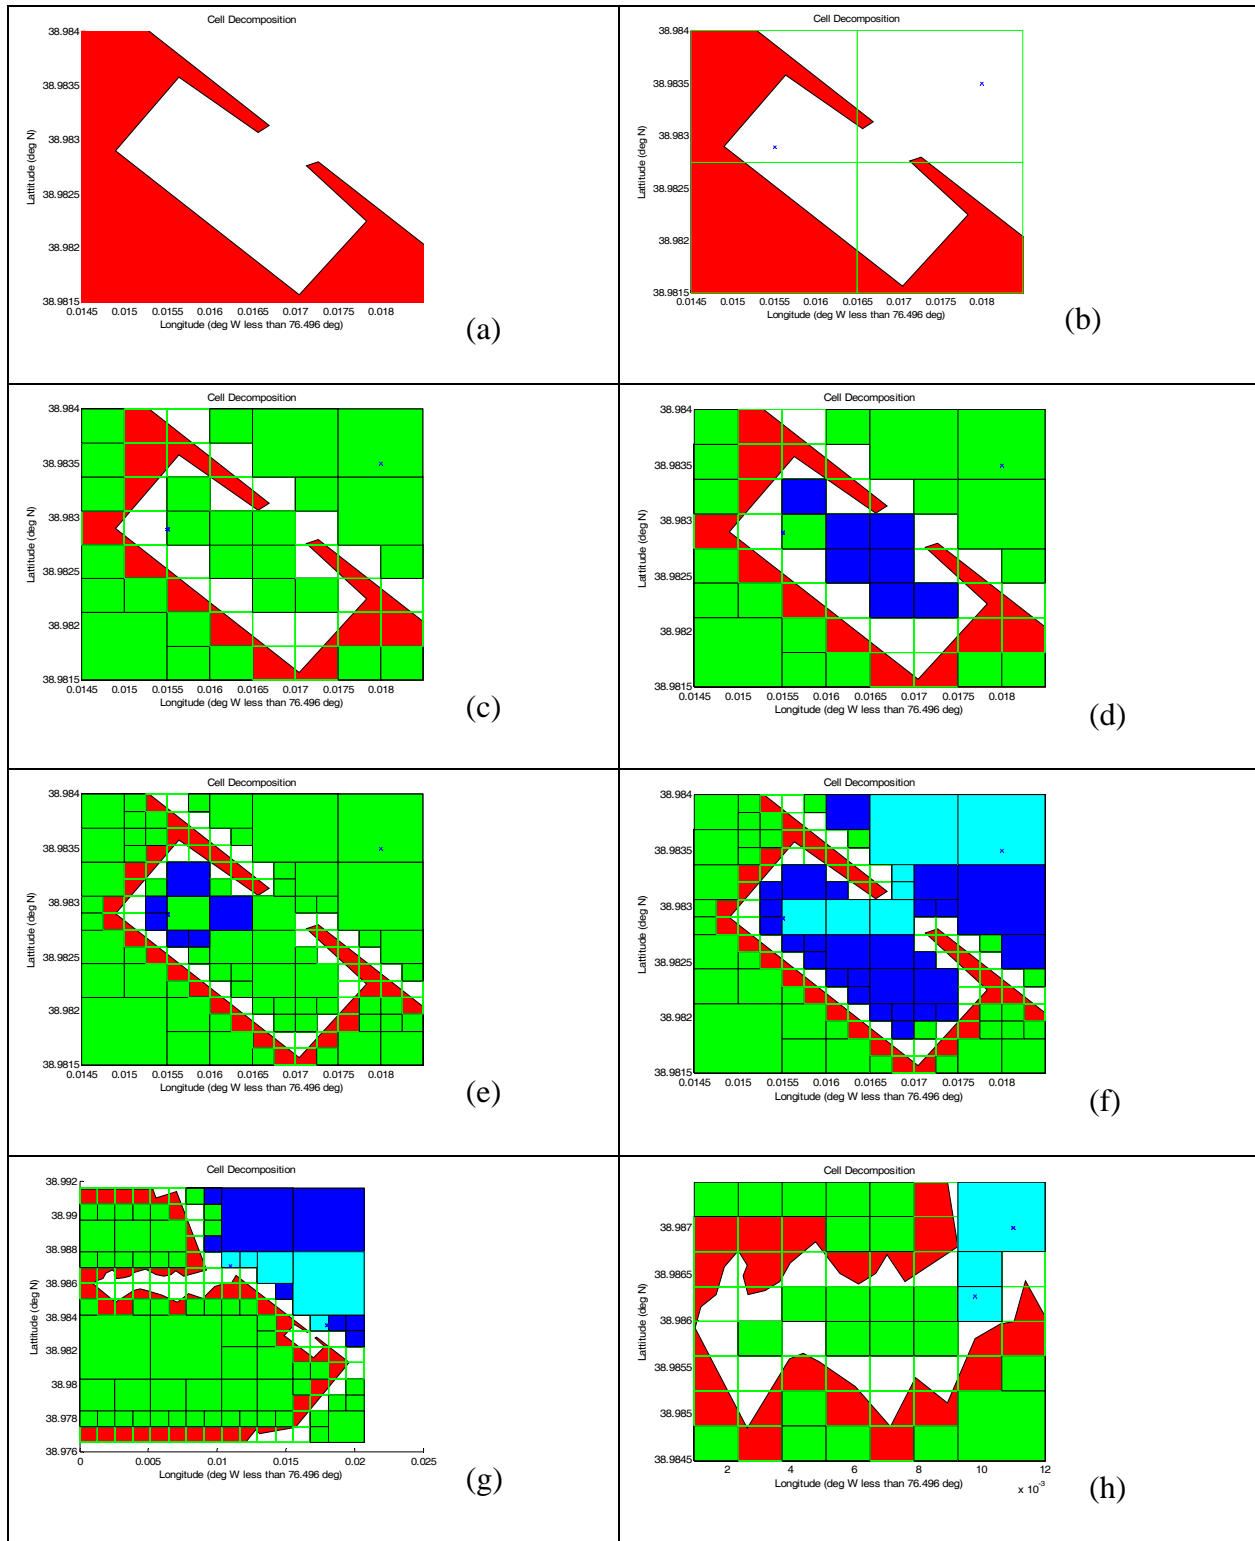 Cell Decomposition
38.984
38.9835
38.983
38.9825
38.982
38.9815
Lattitude (deg N)
0.0145 0.015 0.0155 0.016 0.0165 0.017 0.0175 0.018
Longitude (deg W less than 76.496 deg)
(a)
Cell Decomposition
38.984
38.9835
38.983
38.9825
38.982
38.9815
Lattitude (deg N)
0.0145 0.015 0.0155 0.016 0.0165 0.017 0.0175 0.018
Longitude (deg W less than 76.496 deg)
(b)
Cell Decomposition
38.984
38.9835
38.983
38.9825
38.982
38.9815
Lattitude (deg N)
0.0145 0.015 0.0155 0.016 0.0165 0.017 0.0175 0.018
Longitude (deg W less than 76.496 deg)
(c)
Cell Decomposition
38.984
38.9835
38.983
38.9825
38.982
38.9815
Lattitude (deg N)
0.0145 0.015 0.0155 0.016 0.0165 0.017 0.0175 0.018
Longitude (deg W less than 76.496 deg)
(d)
Cell Decomposition
38.984
38.9835
38.983
38.9825
38.982
38.9815
Lattitude (deg N)
0.0145 0.015 0.0155 0.016 0.0165 0.017 0.0175 0.018
Longitude (deg W less than 76.496 deg)
(e)
Cell Decomposition
38.984
38.9835
38.983
38.9825
38.982
38.9815
Lattitude (deg N)
0.0145 0.015 0.0155 0.016 0.0165 0.017 0.0175 0.018
Longitude (deg W less than 76.496 deg)
(f)
Cell Decomposition
38.992
38.99
38.988
38.986
38.984
38.982
38.98
38.978
38.976
Lattitude (deg N)
0 0.005 0.01 0.015 0.02 0.025
Longitude (deg W less than 76.496 deg)
(g)
Cell Decomposition
38.987
38.9865
38.986
38.9855
38.985
38.9845
Lattitude (deg N)
2 4 6 8 10 12
Longitude (deg W less than 76.496 deg)
x 10⁻³
(h)